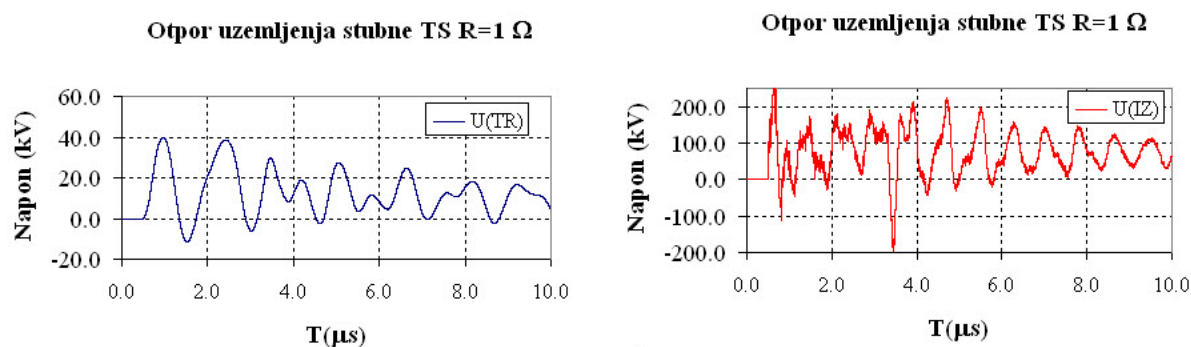 Otpor uzemljenja stubne TS R=1 Ω
60.0
40.0
20.0
0.0
-20.0
Napon (kV)
U(TR)
0.0 2.0 4.0 6.0 8.0 10.0
T(μs)
Otpor uzemljenja stubne TS R=1 Ω
200.0
100.0
0.0
-100.0
-200.0
Napon (kV)
U(IZ)
0.0 2.0 4.0 6.0 8.0 10.0
T(μs)